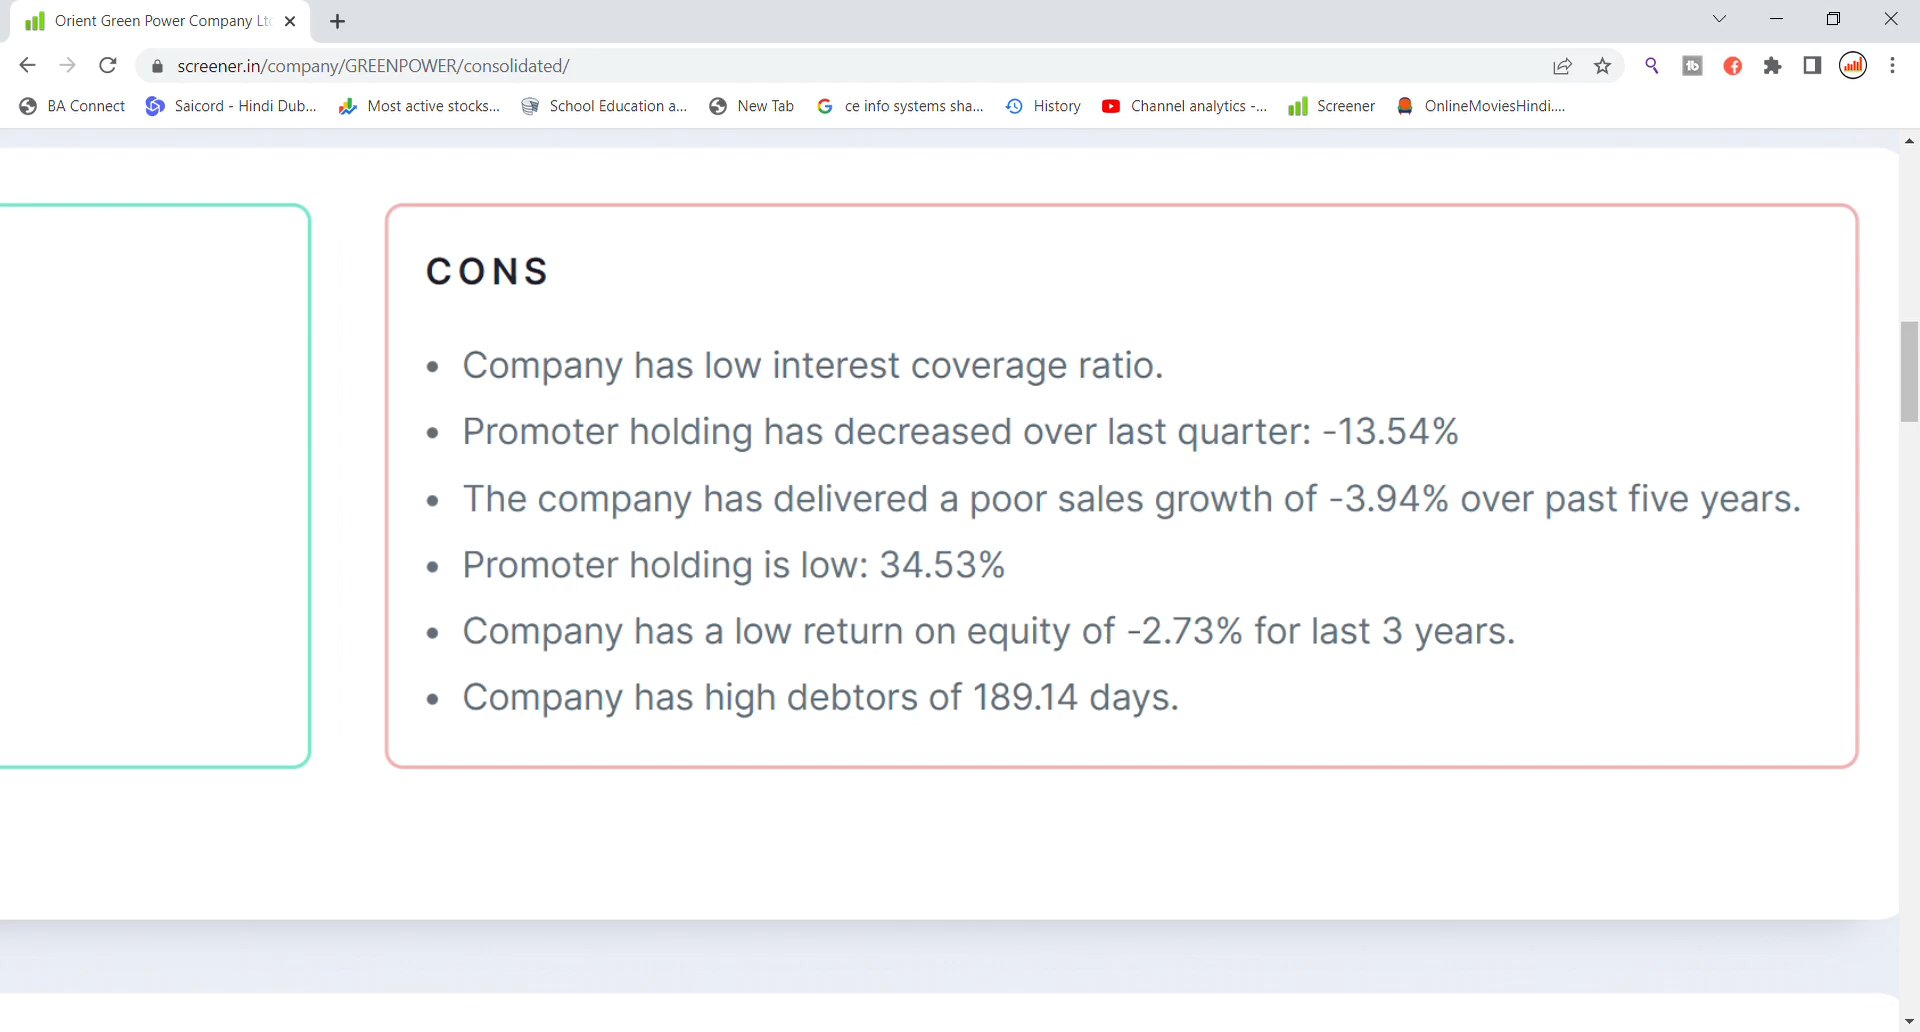 Orient Green Power Company Ltd
screener.in/company/GREENPOWER/consolidated/
BA Connect
Saicord - Hindi Dub...
Most active stocks...
School Education a...
New Tab
ce info systems sha...
History
Channel analytics -...
Screener
OnlineMoviesHindi....
CONS
• Company has low interest coverage ratio.
• Promoter holding has decreased over last quarter: -13.54%
• The company has delivered a poor sales growth of -3.94% over past five years.
• Promoter holding is low: 34.53%
• Company has a low return on equity of -2.73% for last 3 years.
• Company has high debtors of 189.14 days.